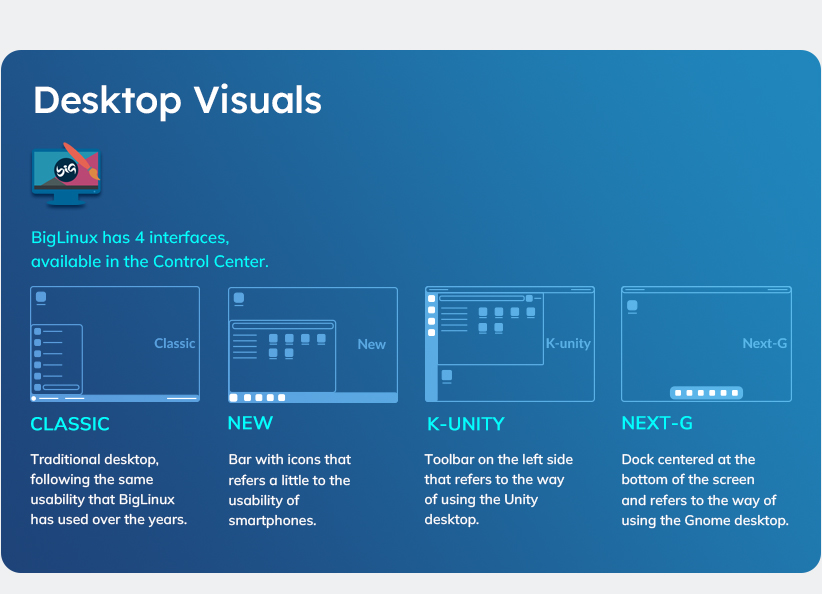 Desktop Visuals
BiG
BigLinux has 4 interfaces,
available in the Control Center.
Classic
New
K-unity
Next-G
CLASSIC
Traditional desktop,
following the same
usability that BigLinux
has used over the years.
NEW
Bar with icons that
refers a little to the
usability of
smartphones.
K-UNITY
Toolbar on the left side
that refers to the way
of using the Unity
desktop.
NEXT-G
Dock centered at the
bottom of the screen
and refers to the way of
using the Gnome desktop.